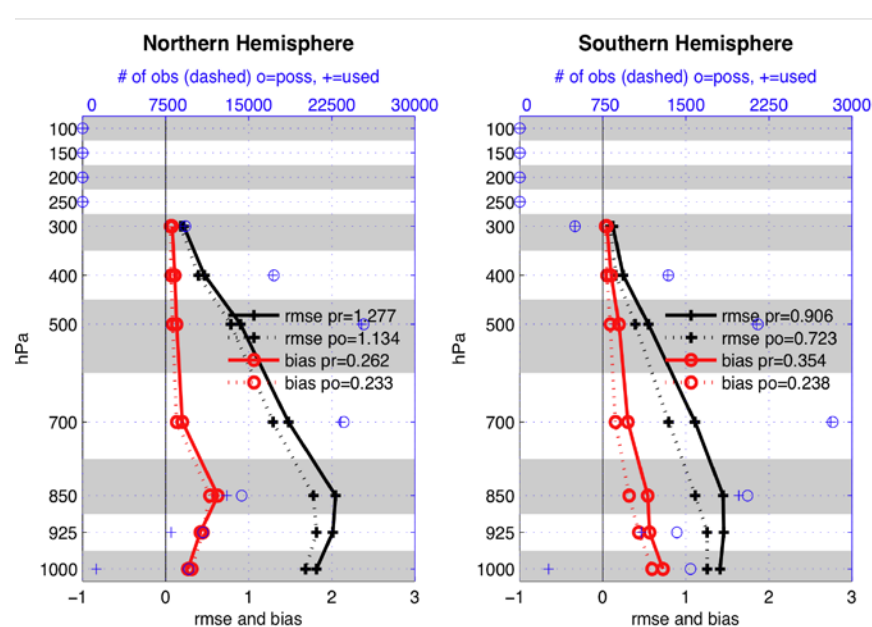 Northern Hemisphere
# of obs (dashed) o=poss, +=used
0 7500 15000 22500 30000
100
150
200
250
300
400
500
700
850
925
1000
hPa
rmse pr=1.277
rmse po=1.134
bias pr=0.262
bias po=0.233
−1 0 1 2 3
rmse and bias
Southern Hemisphere
# of obs (dashed) o=poss, +=used
0 750 1500 2250 3000
100
150
200
250
300
400
500
700
850
925
1000
hPa
rmse pr=0.906
rmse po=0.723
bias pr=0.354
bias po=0.238
−1 0 1 2 3
rmse and bias